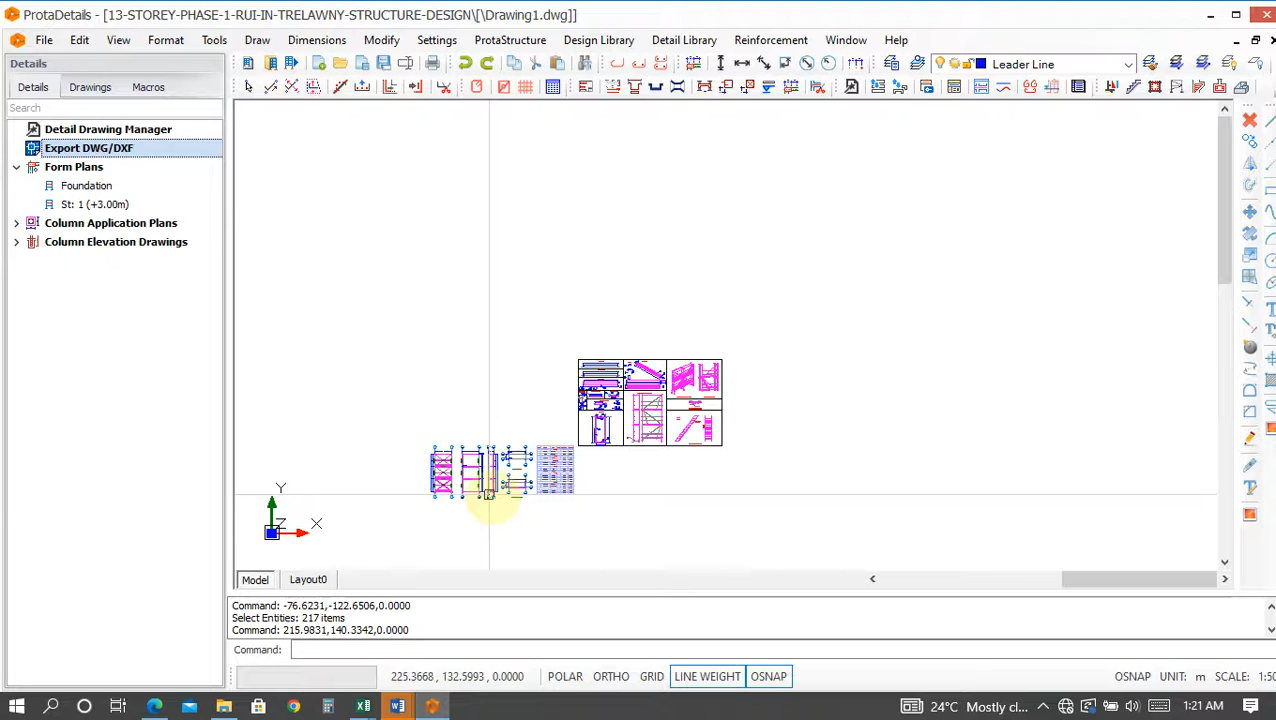 ProtaDetails - [13-STOREY-PHASE-1-RUI-IN-TRELAWNY-STRUCTURE-DESIGN\[\Drawing1.dwg]]
File Edit View Format Tools Draw Dimensions Modify Settings ProtaStructure Design Library Detail Library Reinforcement Window Help
Details
Leader Line
Details Drawings Macros
Search
Detail Drawing Manager
Export DWG/DXF
Form Plans
Foundation
St: 1 (+3.00m)
Column Application Plans
Column Elevation Drawings
Y
Z X
Model Layout0
Command: -76.6231,-122.6506,0.0000
Select Entities: 217 items
Command: 215.9831,140.3342,0.0000
Command:
225.3668 , 132.5993 , 0.0000 POLAR ORTHO GRID LINE WEIGHT OSNAP OSNAP UNIT: m SCALE: 1:50
24°C Mostly cl... 1:21 AM